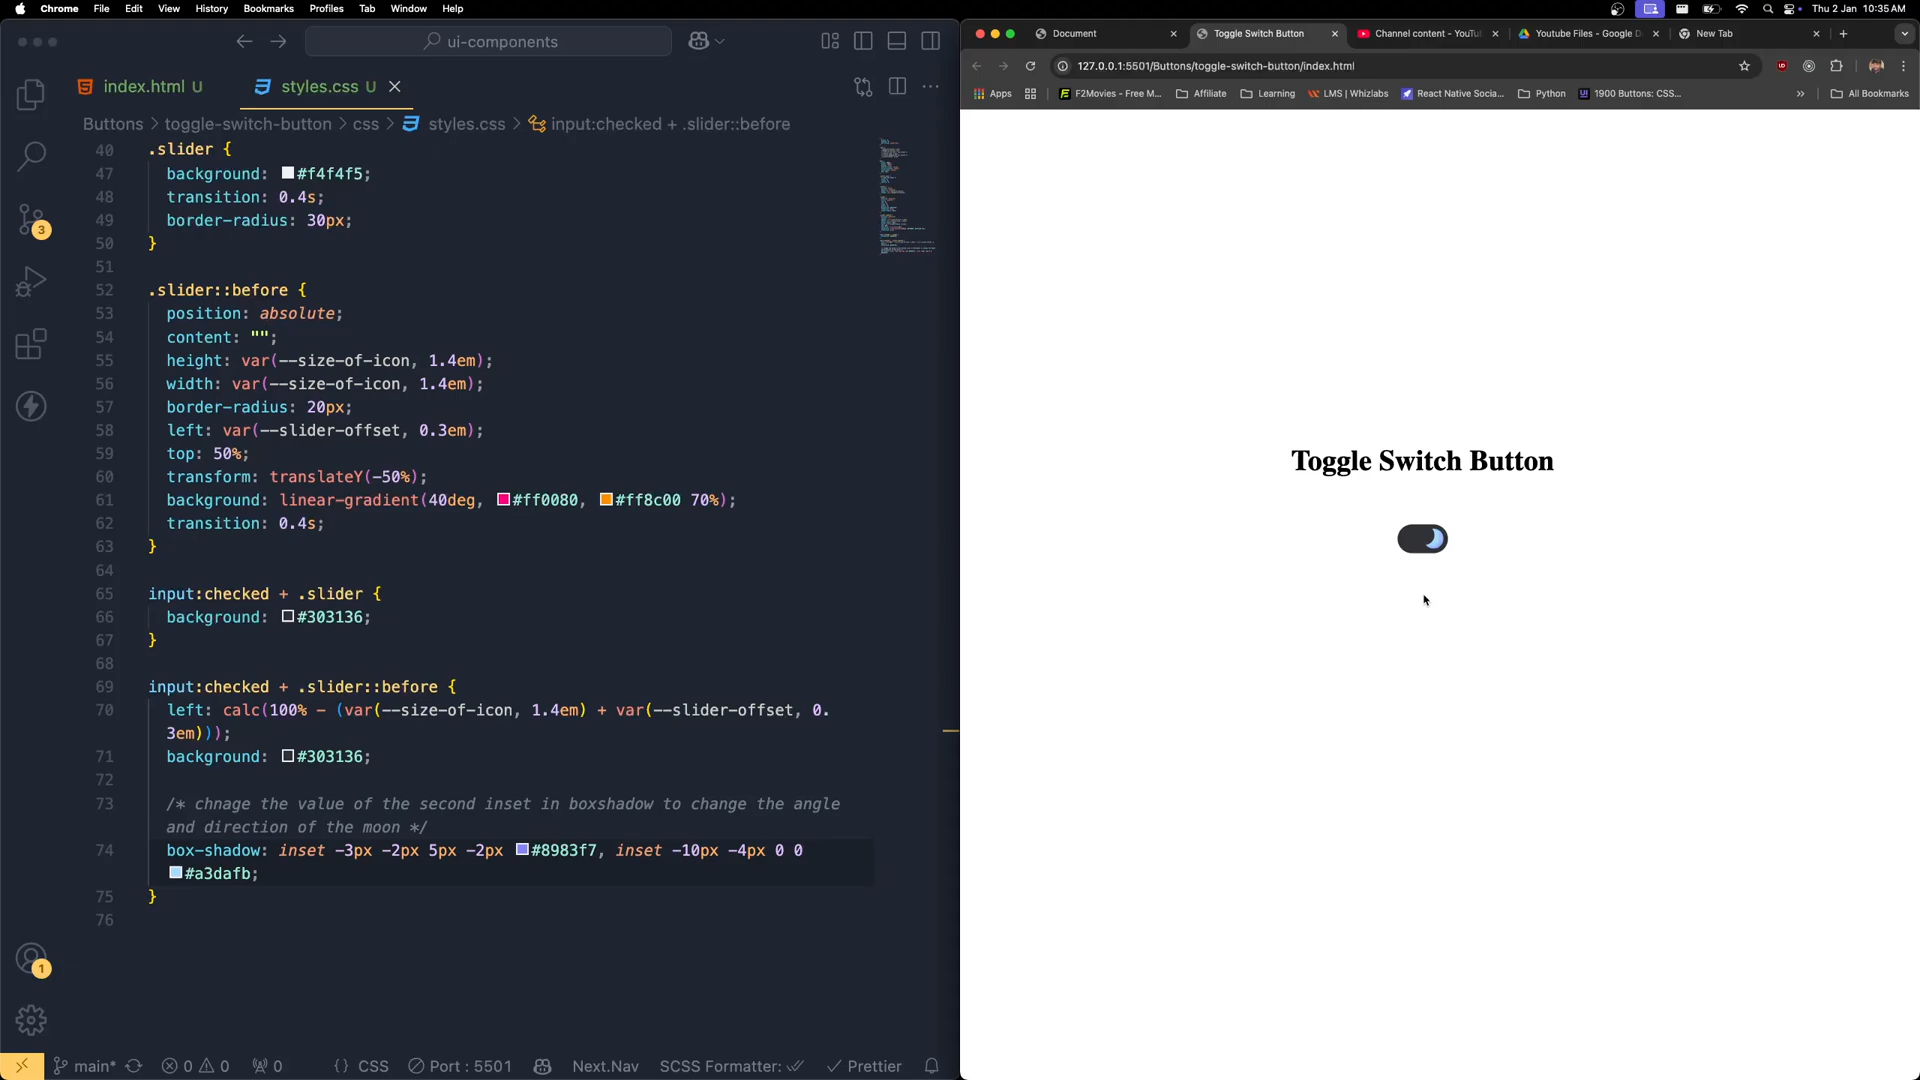 Chrome File Edit View History Bookmarks Profiles Tab Window Help
Thu 2 Jan 10:35 AM
ui-components
index.html U
styles.css U
Buttons > toggle-switch-button > css > styles.css > input:checked + .slider::before
40 .slider {
47 background: #f4f4f5;
48 transition: 0.4s;
49 border-radius: 30px;
50 }
51
52 .slider::before {
53 position: absolute;
54 content: "";
55 height: var(--size-of-icon, 1.4em);
56 width: var(--size-of-icon, 1.4em);
57 border-radius: 20px;
58 left: var(--slider-offset, 0.3em);
59 top: 50%;
60 transform: translateY(-50%);
61 background: linear-gradient(40deg, #ff0080, #ff8c00 70%);
62 transition: 0.4s;
63 }
64
65 input:checked + .slider {
66 background: #303136;
67 }
68
69 input:checked + .slider::before {
70 left: calc(100% - (var(--size-of-icon, 1.4em) + var(--slider-offset, 0.
3em)));
71 background: #303136;
72
73 /* chnage the value of the second inset in boxshadow to change the angle
and direction of the moon */
74 box-shadow: inset -3px -2px 5px -2px #8983f7, inset -10px -4px 0 0
#a3dafb;
75 }
76
3
1
main* 0 0 0 {} CSS Port : 5501 Next.Nav SCSS Formatter: Prettier
Document
Toggle Switch Button
Channel content - YouTu
Youtube Files - Google D
New Tab
127.0.0.1:5501/Buttons/toggle-switch-button/index.html
Apps
F2Movies - Free M...
Affiliate
Learning
LMS | Whizlabs
React Native Socia...
Python
1900 Buttons: CSS...
All Bookmarks
Toggle Switch Button